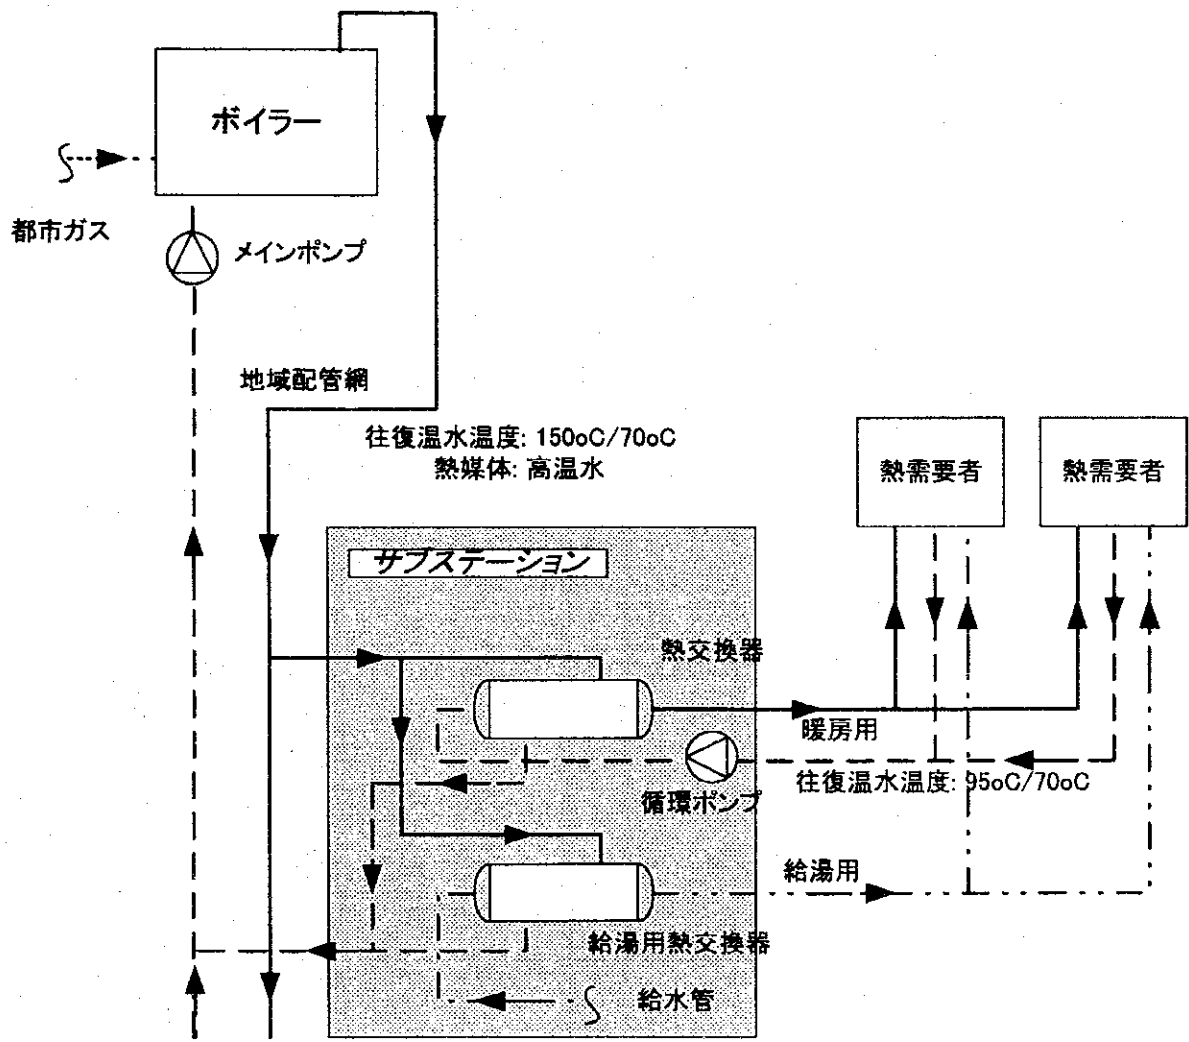 ボイラー
都市ガス
メインポンプ
地域配管網
往復温水温度: 150oC/70oC
熱媒体: 高温水
熱需要者
熱需要者
サブステーション
熱交換器
暖房用
往復温水温度: 95oC/70oC
循環ポンプ
給湯用
給湯用熱交換器
給水管